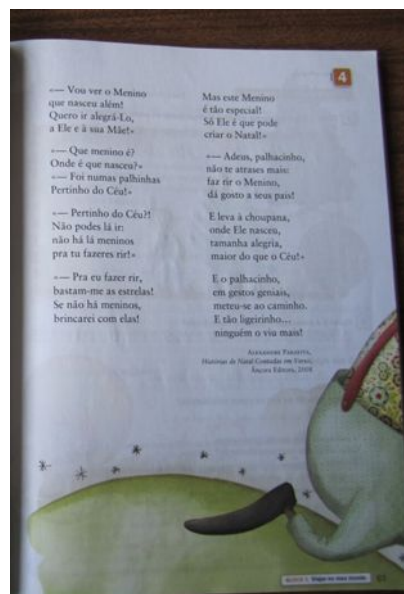 4
«— Vou ver o Menino
que nasceu além!
Quero ir alegrá-Lo,
a Ele e à sua Mãe!»
«— Que menino é?
Onde é que nasceu?»
«— Foi numas palhinhas
Pertinho do Céu!»
«— Pertinho do Céu?!
Não podes lá ir:
não há lá meninos
pra tu fazeres rir!»
«— Pra eu fazer rir,
bastam-me as estrelas!
Se não há meninos,
brincarei com elas!
Mas este Menino
é tão especial!
Só Ele é que pode
criar o Natal!»
«— Adeus, palhacinho,
não te atrases mais:
faz rir o Menino,
dá gosto a seus pais!
E leva à choupana,
onde Ele nasceu,
tamanha alegria,
maior do que o Céu!»
E o palhacinho,
em gestos geniais,
meteu-se ao caminho.
E tão ligeirinho...
ninguém o viu mais!
ALEXANDRE PARAFITA,
Histórias de Natal Contadas em Verso,
Âncora Editora, 2008